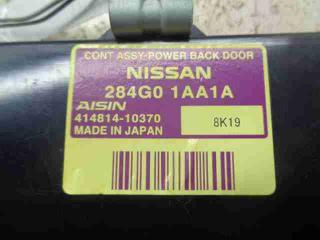 CONT ASSY-POWER BACK DOOR
NISSAN
284G0 1AA1A
AISIN
414814-10370
MADE IN JAPAN
8K19